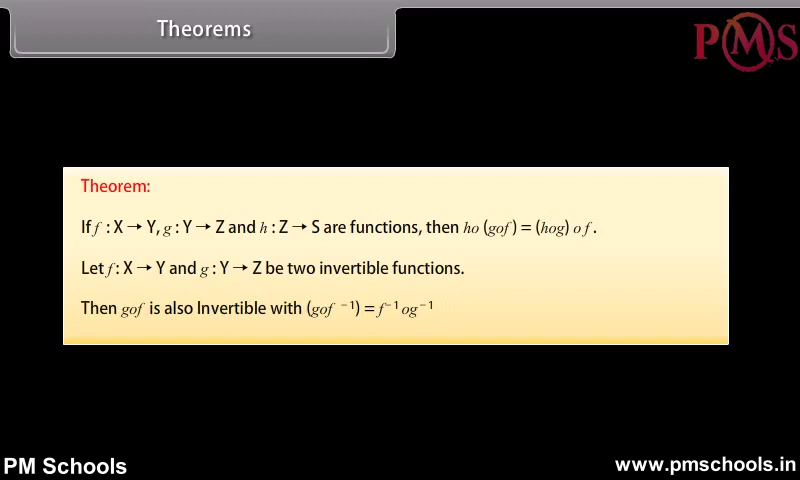 Theorems
PMS
Theorem:
If f : X → Y, g : Y → Z and h : Z → S are functions, then ho (gof ) = (hog) o f .
Let f : X → Y and g : Y → Z be two invertible functions.
Then gof is also Invertible with (gof ⁻¹) = f⁻¹ og⁻¹
PM Schools
www.pmschools.in